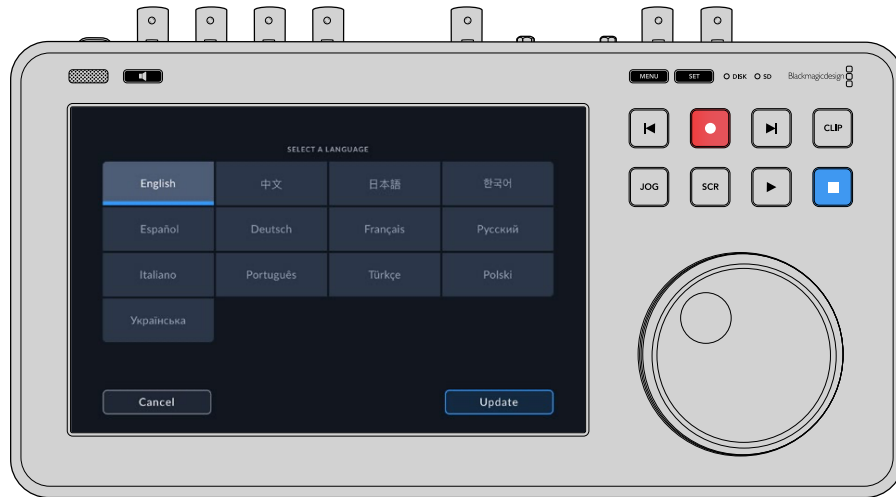 MENU SET DISK SD Blackmagicdesign
SELECT A LANGUAGE
English 中文 日本語 한국어
Español Deutsch Français Русский
Italiano Português Türkçe Polski
Українська
Cancel Update
CLIP
JOG SCR